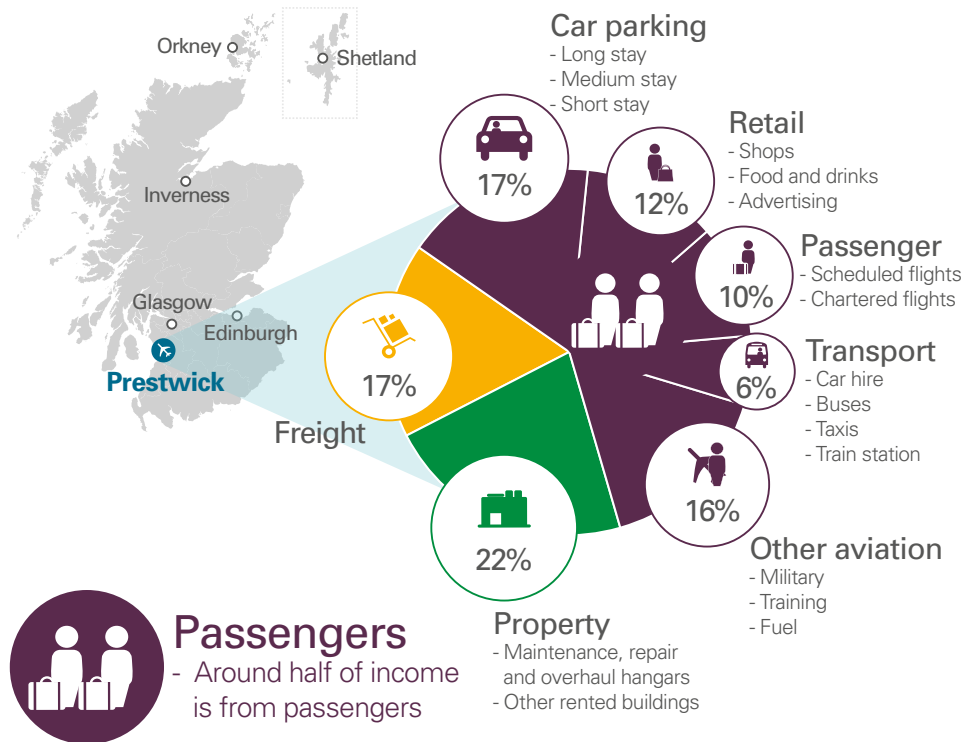 Orkney
Shetland
Inverness
Glasgow
Edinburgh
Prestwick
Car parking
- Long stay
- Medium stay
- Short stay
17%
Retail
- Shops
- Food and drinks
- Advertising
12%
Passenger
- Scheduled flights
- Chartered flights
10%
Transport
- Car hire
- Buses
- Taxis
- Train station
6%
Other aviation
- Military
- Training
- Fuel
16%
Property
- Maintenance, repair
and overhaul hangars
- Other rented buildings
22%
Freight
17%
Passengers
- Around half of income
is from passengers